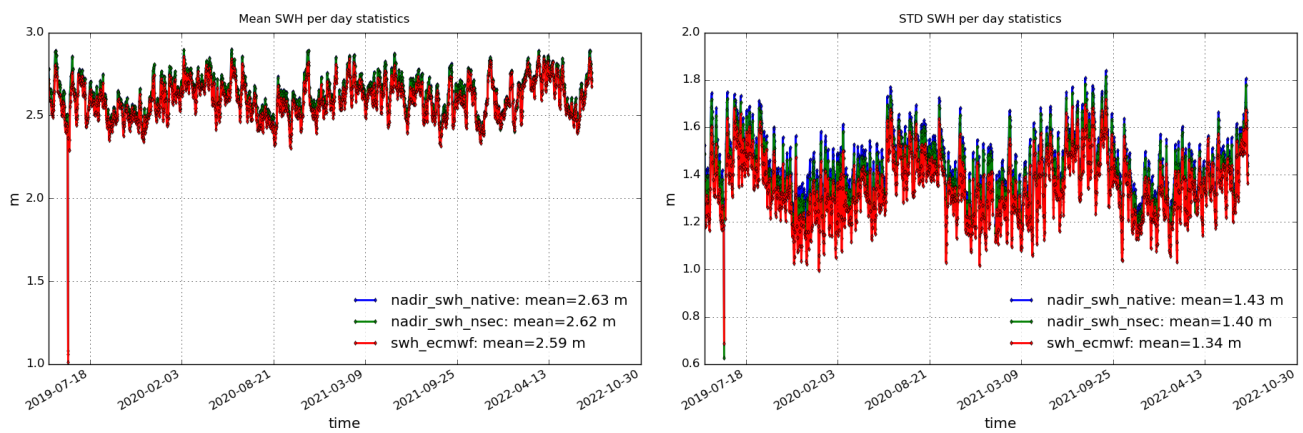 Mean SWH per day statistics
3.0
2.5
2.0
1.5
1.0
m
nadir_swh_native: mean=2.63 m
nadir_swh_nsec: mean=2.62 m
swh_ecmwf: mean=2.59 m
2019-07-18
2020-02-03
2020-08-21
2021-03-09
2021-09-25
2022-04-13
2022-10-30
time
STD SWH per day statistics
2.0
1.8
1.6
1.4
1.2
1.0
0.8
0.6
m
nadir_swh_native: mean=1.43 m
nadir_swh_nsec: mean=1.40 m
swh_ecmwf: mean=1.34 m
2019-07-18
2020-02-03
2020-08-21
2021-03-09
2021-09-25
2022-04-13
2022-10-30
time